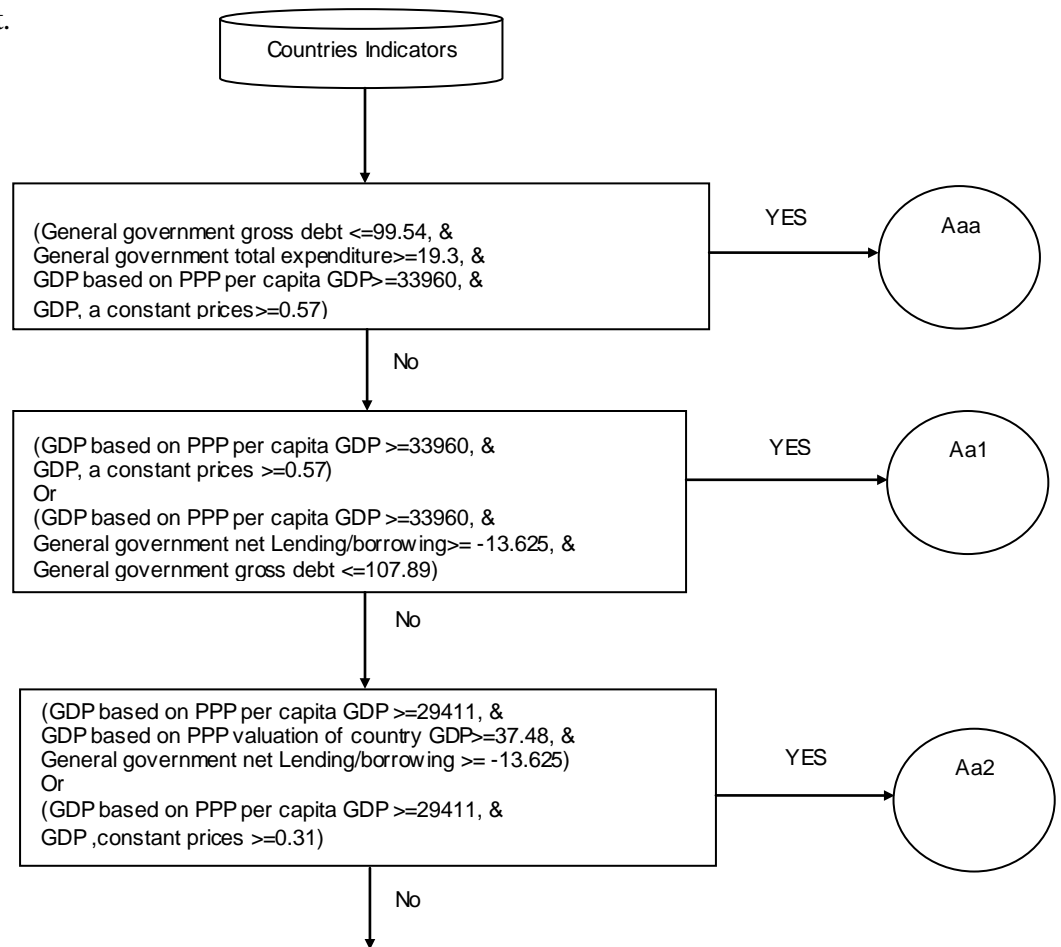 t.
Countries Indicators
(General government gross debt <=99.54, &
General government total expenditure>=19.3, &
GDP based on PPP per capita GDP>=33960, &
GDP, a constant prices>=0.57)
YES
Aaa
No
(GDP based on PPP per capita GDP >=33960, &
GDP, a constant prices >=0.57)
Or
(GDP based on PPP per capita GDP >=33960, &
General government net Lending/borrowing>= -13.625, &
General government gross debt <=107.89)
YES
Aa1
No
(GDP based on PPP per capita GDP >=29411, &
GDP based on PPP valuation of country GDP>=37.48, &
General government net Lending/borrowing >= -13.625)
Or
(GDP based on PPP per capita GDP >=29411, &
GDP ,constant prices >=0.31)
YES
Aa2
No